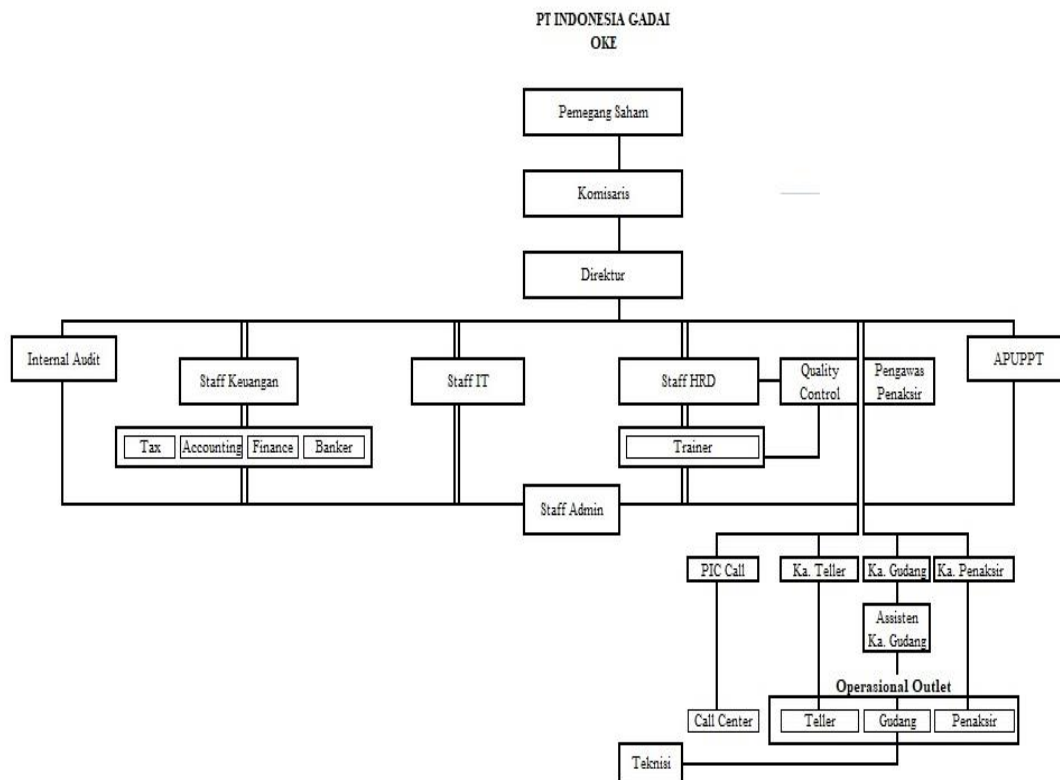 PT INDONESIA GADAI
OKE
Pemegang Saham
Komisaris
Direktur
Internal Audit
Staff Keuangan
Staff IT
Staff HRD
Quality
Control
Pengawas
Penaksir
APUPPT
Tax
Accounting
Finance
Banker
Trainer
Staff Admin
PIC Call
Ka. Teller
Ka. Gudang
Ka. Penaksir
Assisten
Ka. Gudang
Operasional Outlet
Call Center
Teller
Gudang
Penaksir
Teknisi